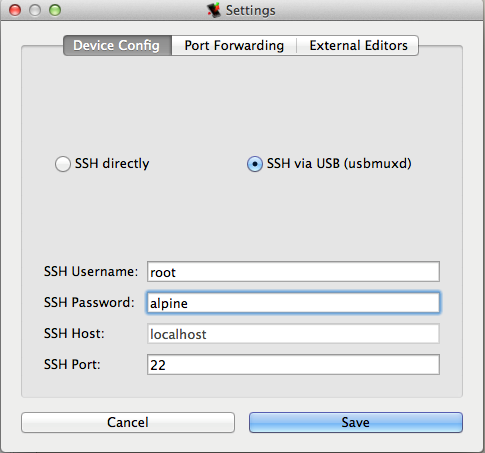 Settings
Device Config Port Forwarding External Editors
SSH directly SSH via USB (usbmuxd)
SSH Username: root
SSH Password: alpine
SSH Host: localhost
SSH Port: 22
Cancel Save